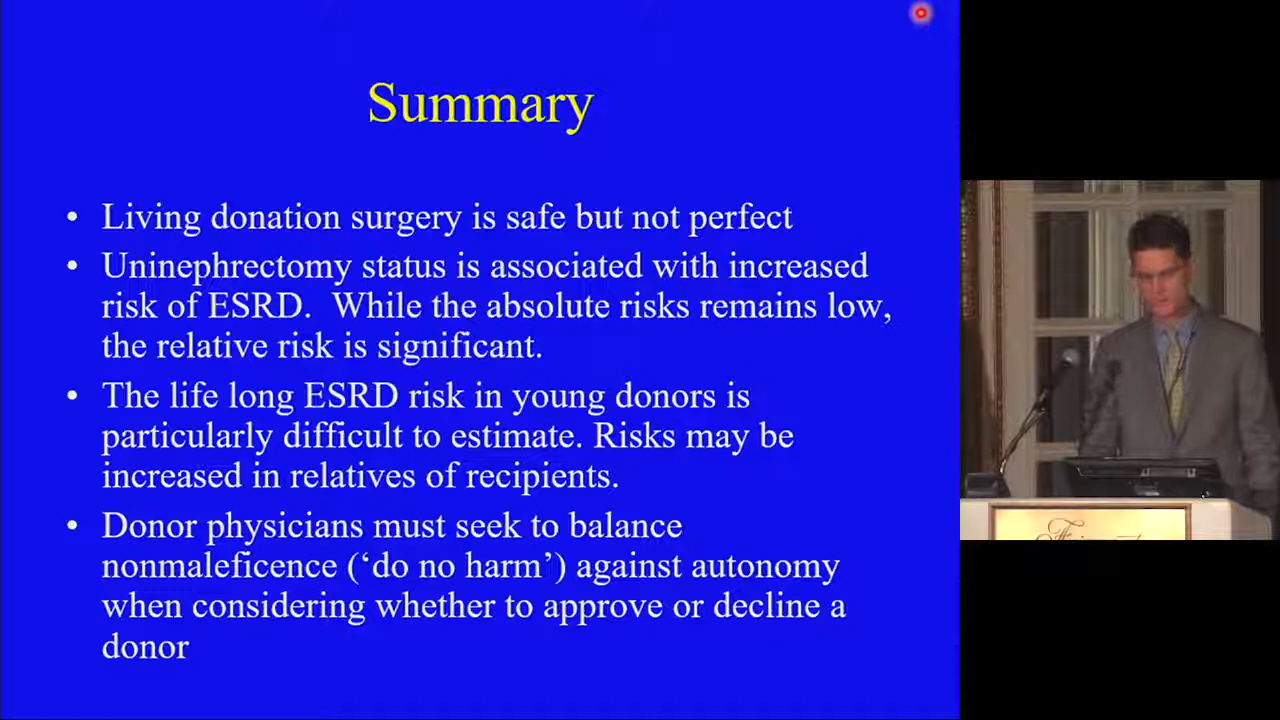 Summary
• Living donation surgery is safe but not perfect
• Uninephrectomy status is associated with increased
risk of ESRD. While the absolute risks remains low,
the relative risk is significant.
• The life long ESRD risk in young donors is
particularly difficult to estimate. Risks may be
increased in relatives of recipients.
• Donor physicians must seek to balance
nonmaleficence (‘do no harm’) against autonomy
when considering whether to approve or decline a
donor